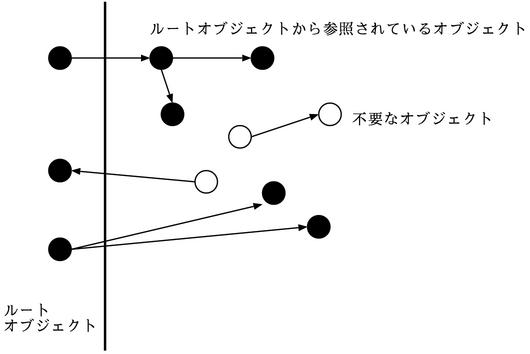 ルートオブジェクトから参照されているオブジェクト
不要なオブジェクト
ルート
オブジェクト